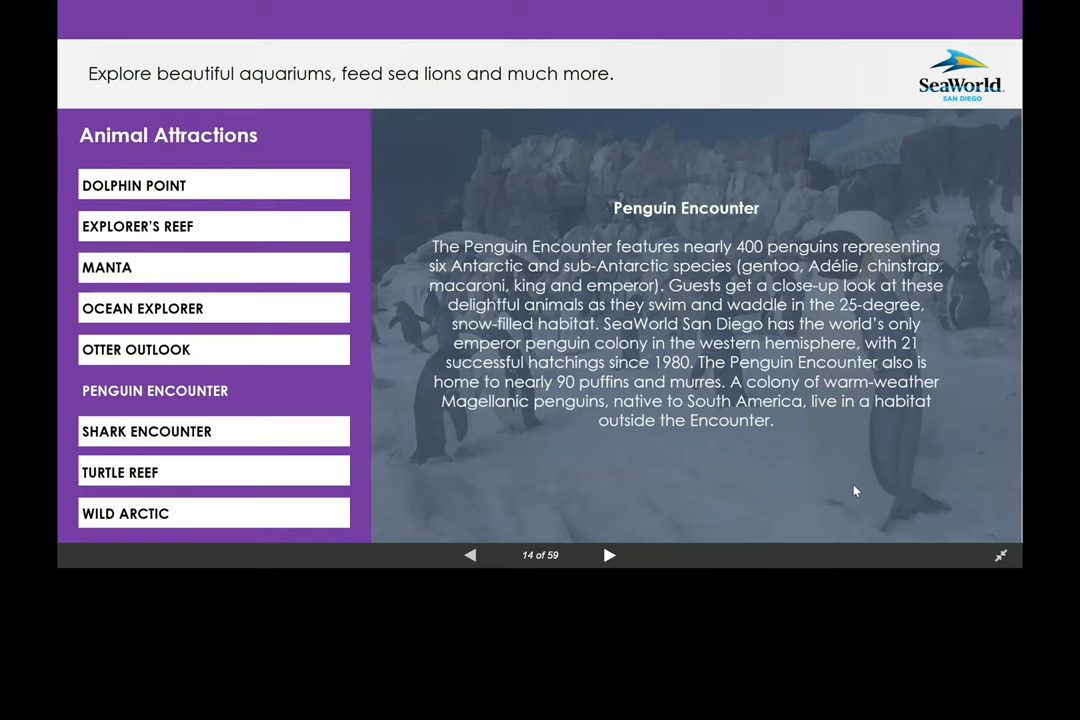 Explore beautiful aquariums, feed sea lions and much more.
SeaWorld
SAN DIEGO
Animal Attractions
DOLPHIN POINT
EXPLORER'S REEF
MANTA
OCEAN EXPLORER
OTTER OUTLOOK
PENGUIN ENCOUNTER
SHARK ENCOUNTER
TURTLE REEF
WILD ARCTIC
Penguin Encounter
The Penguin Encounter features nearly 400 penguins representing
six Antarctic and sub-Antarctic species (gentoo, Adélie, chinstrap,
macaroni, king and emperor). Guests get a close-up look at these
delightful animals as they swim and waddle in the 25-degree,
snow-filled habitat. SeaWorld San Diego has the world's only
emperor penguin colony in the western hemisphere, with 21
successful hatchings since 1980. The Penguin Encounter also is
home to nearly 90 puffins and murres. A colony of warm-weather
Magellanic penguins, native to South America, live in a habitat
outside the Encounter.
14 of 59